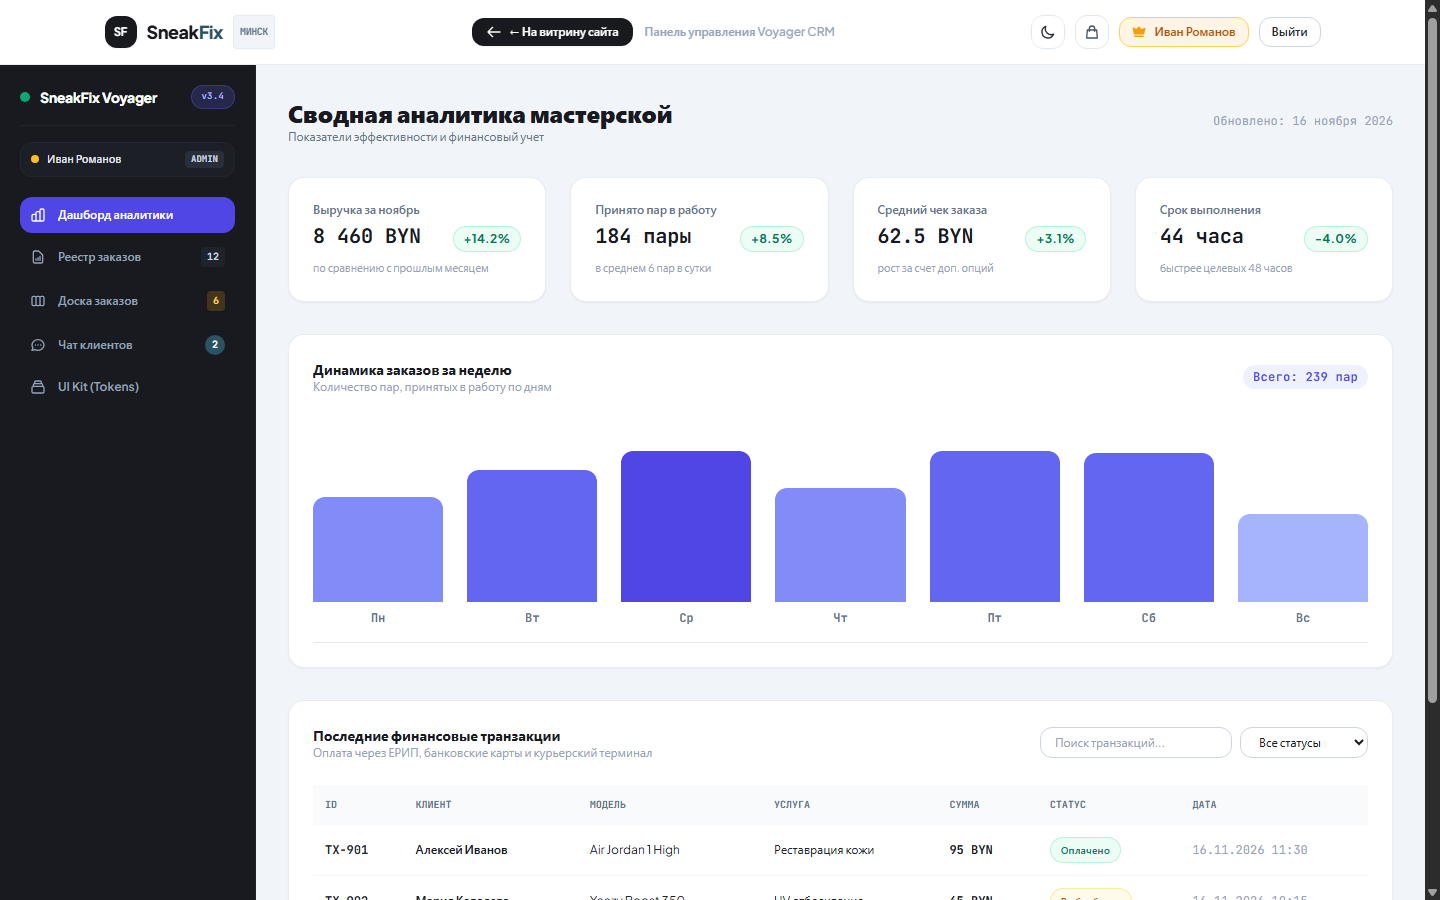 SF SneakFix МИНСК
← На витрину сайта
Панель управления Voyager CRM
Иван Романов
Выйти
SneakFix Voyager v3.4
Иван Романов ADMIN
Дашборд аналитики
Реестр заказов 12
Доска заказов 6
Чат клиентов 2
UI Kit (Tokens)
Сводная аналитика мастерской
Показатели эффективности и финансовый учет
Обновлено: 16 ноября 2026
Выручка за ноябрь
8 460 BYN +14.2%
по сравнению с прошлым месяцем
Принято пар в работу
184 пары +8.5%
в среднем 6 пар в сутки
Средний чек заказа
62.5 BYN +3.1%
рост за счет доп. опций
Срок выполнения
44 часа -4.0%
быстрее целевых 48 часов
Динамика заказов за неделю
Количество пар, принятых в работу по дням
Всего: 239 пар
Пн Вт Ср Чт Пт Сб Вс
Последние финансовые транзакции
Оплата через ЕРИП, банковские карты и курьерский терминал
Поиск транзакций...
Все статусы
ID КЛИЕНТ МОДЕЛЬ УСЛУГА СУММА СТАТУС ДАТА
TX-901 Алексей Иванов Air Jordan 1 High Реставрация кожи 95 BYN Оплачено 16.11.2026 11:30